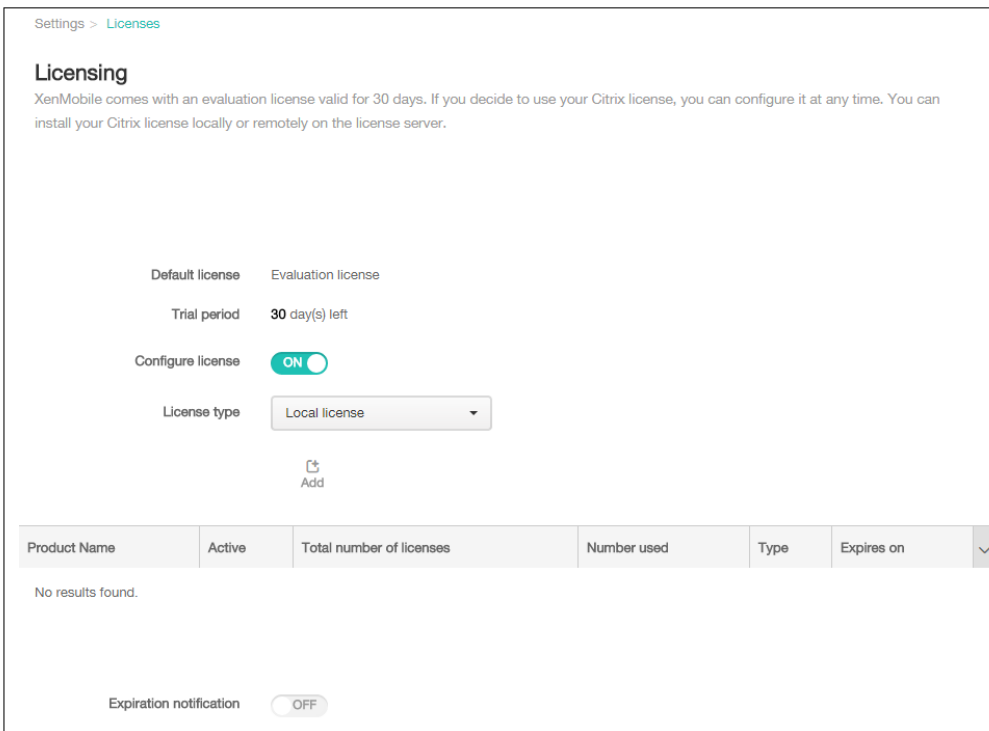 Settings > Licenses
Licensing
XenMobile comes with an evaluation license valid for 30 days. If you decide to use your Citrix license, you can configure it at any time. You can
install your Citrix license locally or remotely on the license server.
Default license Evaluation license
Trial period 30 day(s) left
Configure license ON
License type Local license
Add
Product Name Active Total number of licenses Number used Type Expires on
No results found.
Expiration notification OFF